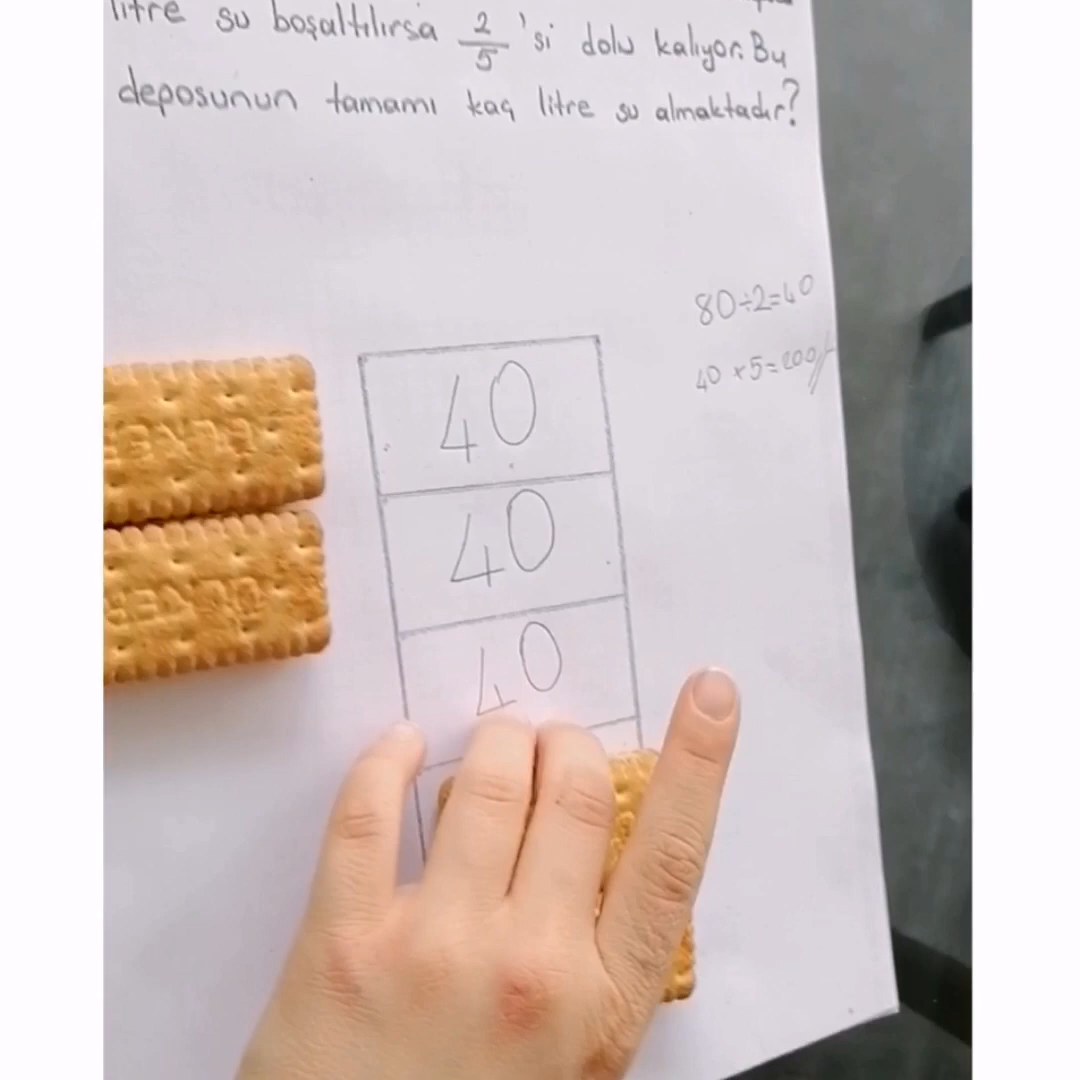 litre su boşaltılırsa 2/5 'si dolu kalıyor. Bu
deposunun tamamı kaç litre su almaktadır?
80÷2=40
40 x 5=200
40
40
40